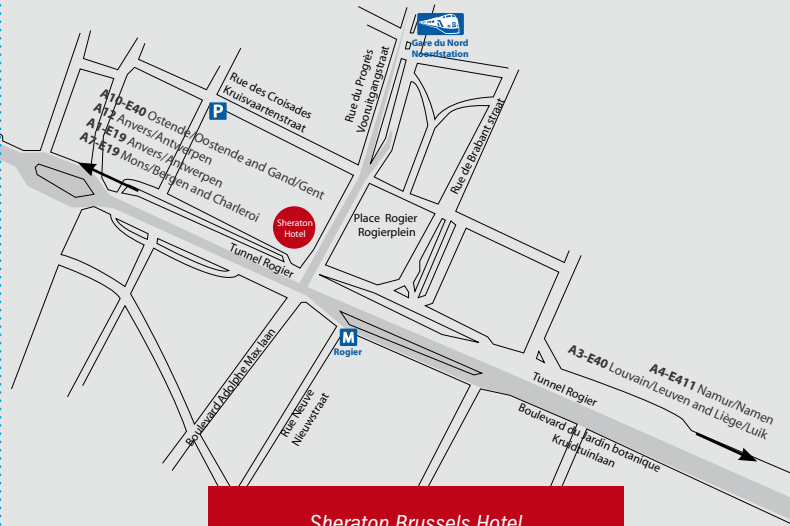 Gare du Nord
Noordstation
Rue du Progrès
Vooruitgangstraat
Rue des Croisades
Kruisvaartenstraat
P
Rue de Brabant straat
A10-E40 Ostende/Oostende and Gand/Gent
A12 Anvers/Antwerpen
A1-E19 Anvers/Antwerpen
A7-E19 Mons/Bergen and Charleroi
Sheraton
Hotel
Place Rogier
Rogierplein
Tunnel Rogier
M
Rogier
Boulevard Adolphe Max laan
Rue Neuve
Nieuwstraat
A4-E411 Namur/Namen
A3-E40 Louvain/Leuven and Liège/Luik
Tunnel Rogier
Boulevard du Jardin botanique
Kruidtuinlaan
Sheraton Brussels Hotel